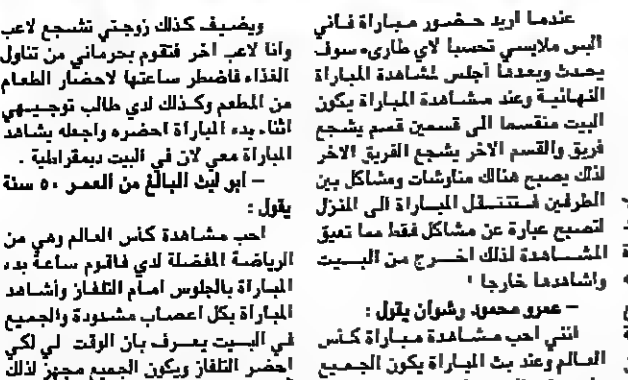 عندما اريد حضور مباراة فاني
البس ملابسي تحسبا لاي طارىء سوف
يحدث وبعدها اجلس لمشاهدة المباراة
النهائية وعند مشاهدة المباراة يكون
البيت منقسما الى قسمين قسم يشجع
فريق والقسم الاخر يشجع الفريق الاخر
لذلك يصبح هنالك مناوشات ومشاكل بين
الطرفين فتنتقل المباراة الى المنزل
لتصبح عبارة عن مشاكل فقط مما تعيق
المشاهدة لذلك اخرج من البيت
واشاهدها خارجا '
– عمرو محمود رشوان يقول :
انني احب مشاهدة مباراة كأس
العالم وعند بث المباراة يكون الجميع
ويضيف كذلك زوجتي تشجع لاعب
وانا لاعب اخر فتقوم بحرماني من تناول
الغذاء فاضطر ساعتها لاحضار الطعام
من المطعم وكذلك لدي طالب توجيهي
اثناء بدء المباراة احضره واجعله يشاهد
المباراة معي لان في البيت ديمقراطية .
– ابو ليث البالغ من العمر ٥٠ سنة
يقول :
احب مشاهدة كأس العالم وهي من
الرياضة المفضلة لدي فاقوم ساعة بدء
المباراة بالجلوس امام التلفاز وأشاهد
المباراة بكل اعصاب مشدودة والجميع
في البيت يعرف بان الوقت لي لكي
احضر التلفاز ويكون الجميع مجهز لذلك